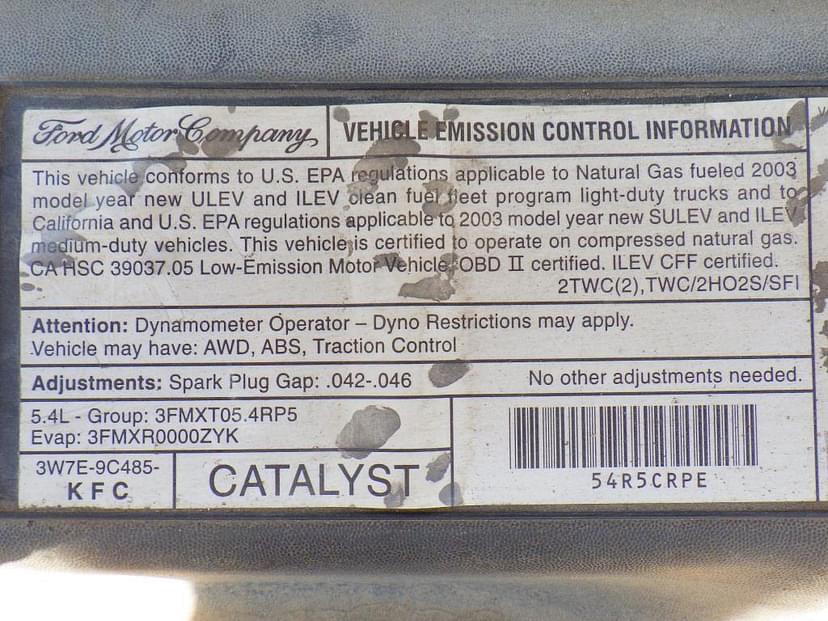 Ford Motor Company
VEHICLE EMISSION CONTROL INFORMATION
This vehicle conforms to U.S. EPA regulations applicable to Natural Gas fueled 2003
model year new ULEV and ILEV clean fuel fleet program light-duty trucks and to
California and U.S. EPA regulations applicable to 2003 model year new SULEV and ILEV
medium-duty vehicles. This vehicle is certified to operate on compressed natural gas.
CA HSC 39037.05 Low-Emission Motor Vehicle. OBD II certified. ILEV CFF certified.
2TWC(2),TWC/2HO2S/SFI
Attention: Dynamometer Operator – Dyno Restrictions may apply.
Vehicle may have: AWD, ABS, Traction Control
Adjustments: Spark Plug Gap: .042-.046
No other adjustments needed.
5.4L - Group: 3FMXT05.4RP5
Evap: 3FMXR0000ZYK
3W7E-9C485-
KFC
CATALYST
54R5CRPE